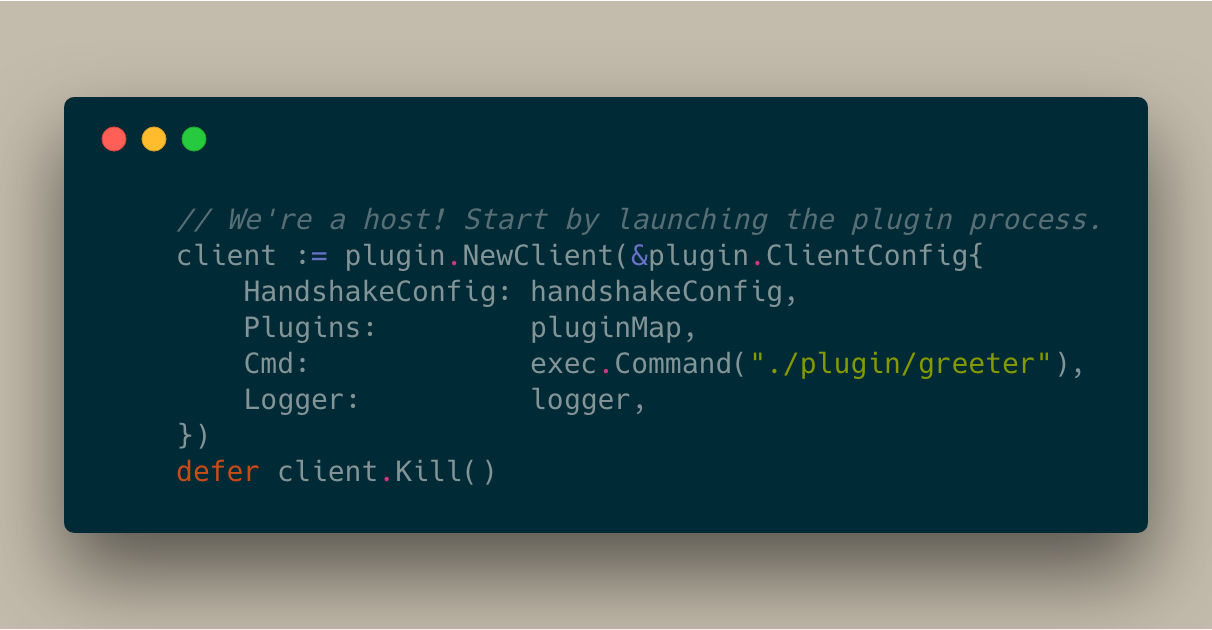 // We're a host! Start by launching the plugin process.
client := plugin.NewClient(&plugin.ClientConfig{
    HandshakeConfig: handshakeConfig,
    Plugins:         pluginMap,
    Cmd:             exec.Command("./plugin/greeter"),
    Logger:          logger,
})
defer client.Kill()